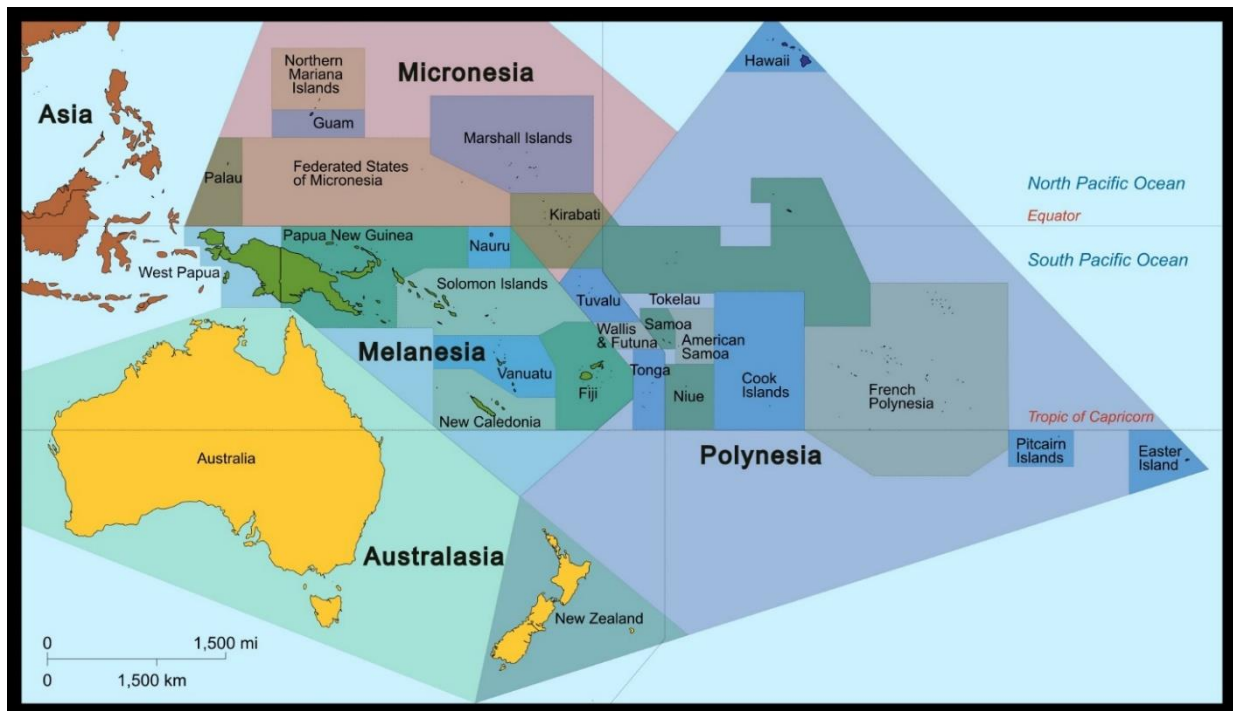 Asia
Northern
Mariana
Islands
Guam
Micronesia
Hawaii
Marshall Islands
Palau
Federated States
of Micronesia
Kirabati
North Pacific Ocean
Equator
South Pacific Ocean
West Papua
Papua New Guinea
Nauru
Solomon Islands
Tuvalu
Tokelau
Wallis
& Futuna
Samoa
American
Samoa
Melanesia
Vanuatu
Fiji
Tonga
Niue
Cook
Islands
French
Polynesia
New Caledonia
Tropic of Capricorn
Australia
Polynesia
Pitcairn
Islands
Easter
Island
Australasia
New Zealand
0 1,500 mi
0 1,500 km